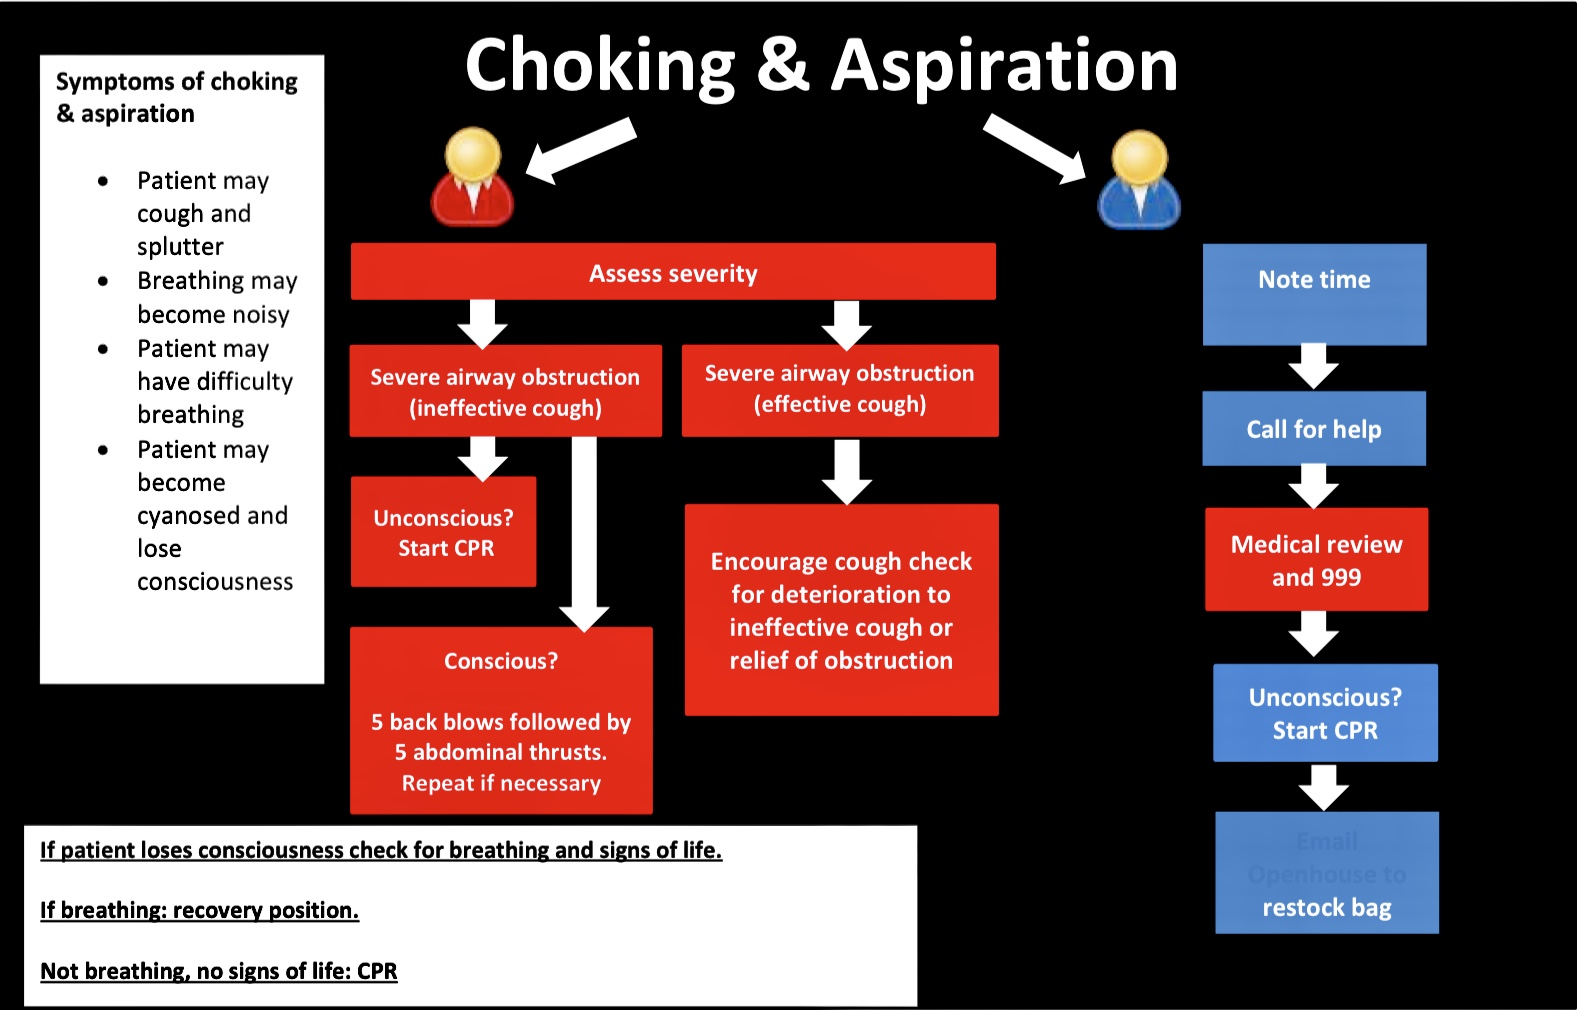 Choking & Aspiration
Symptoms of choking
& aspiration
• Patient may
cough and
splutter
• Breathing may
become noisy
• Patient may
have difficulty
breathing
• Patient may
become
cyanosed and
lose
consciousness
Assess severity
Severe airway obstruction
(ineffective cough)
Unconscious?
Start CPR
Conscious?
5 back blows followed by
5 abdominal thrusts.
Repeat if necessary
Severe airway obstruction
(effective cough)
Encourage cough check
for deterioration to
ineffective cough or
relief of obstruction
Note time
Call for help
Medical review
and 999
Unconscious?
Start CPR
Email
Openhouse to
restock bag
If patient loses consciousness check for breathing and signs of life.
If breathing: recovery position.
Not breathing, no signs of life: CPR